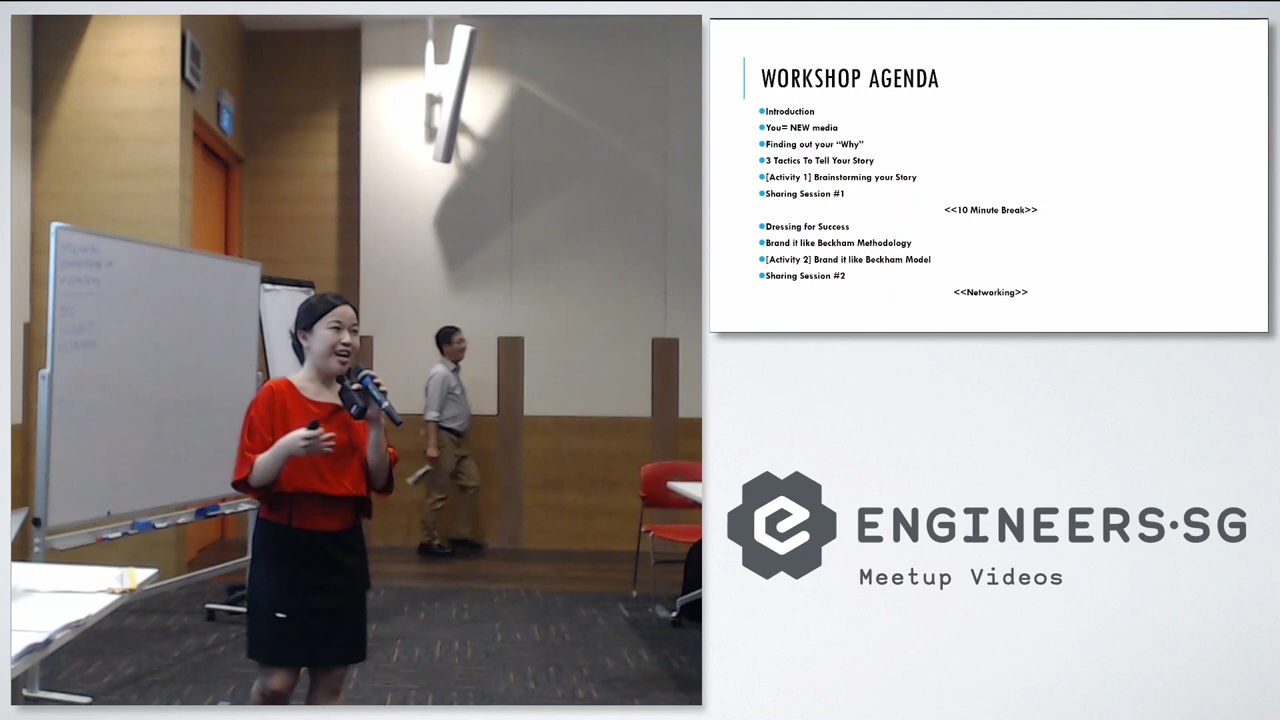 WORKSHOP AGENDA
Introduction
You= NEW media
Finding out your “Why”
3 Tactics To Tell Your Story
[Activity 1] Brainstorming your Story
Sharing Session #1
<<10 Minute Break>>
Dressing for Success
Brand it like Beckham Methodology
[Activity 2] Brand it like Beckham Model
Sharing Session #2
<<Networking>>
ENGINEERS·SG
Meetup Videos